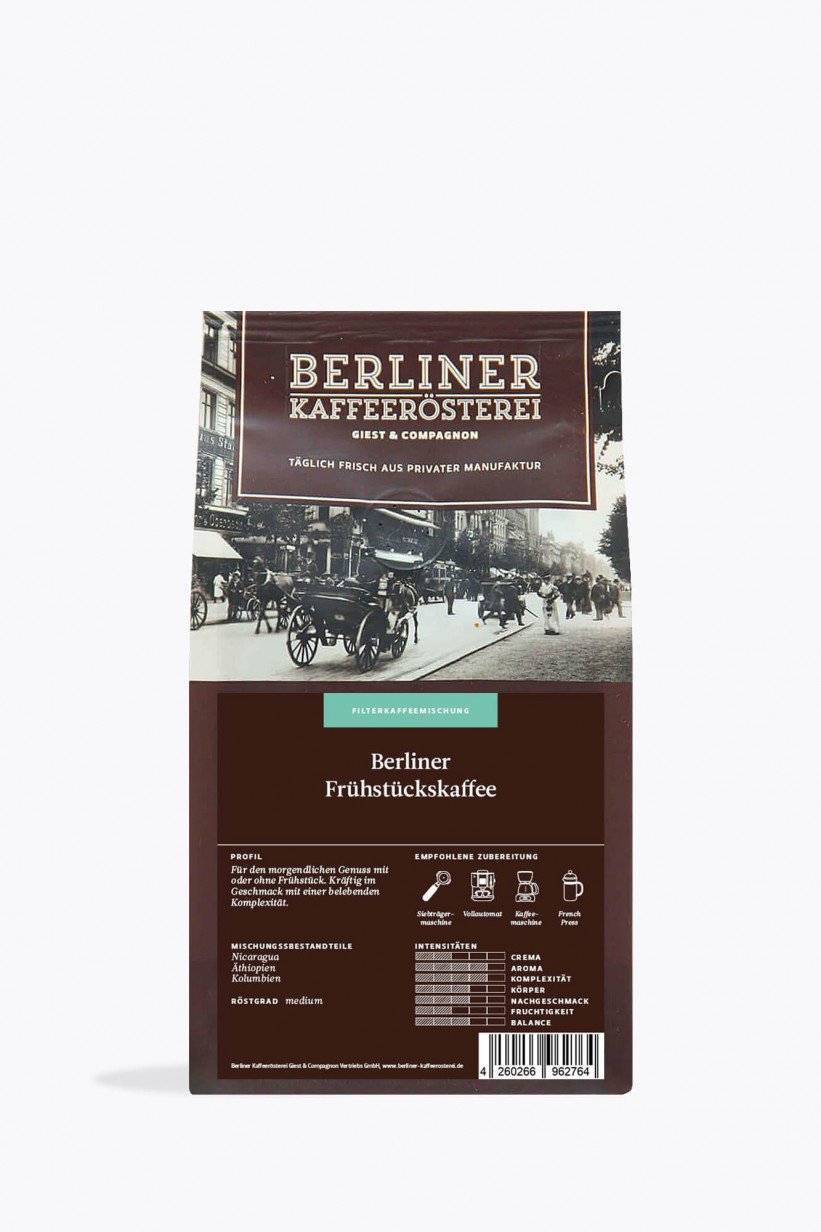 BERLINER
KAFFEERÖSTEREI
GIEST & COMPAGNON
TÄGLICH FRISCH AUS PRIVATER MANUFAKTUR
FILTERKAFFEEMISCHUNG
Berliner
Frühstückskaffee
PROFIL
Für den morgendlichen Genuss mit
oder ohne Frühstück. Kräftig im
Geschmack mit einer belebenden
Komplexität.
EMPFOHLENE ZUBEREITUNG
Siebträger-
maschine
Vollautomat
Kaffee-
maschine
French
Press
MISCHUNGSBESTANDTEILE
Nicaragua
Äthiopien
Kolumbien
RÖSTGRAD medium
INTENSITÄTEN
CREMA
AROMA
KOMPLEXITÄT
KÖRPER
NACHGESCHMACK
FRUCHTIGKEIT
BALANCE
Berliner Kaffeerösterei Giest & Compagnon Vertriebs GmbH, www.berliner-kaffeerosterei.de
4 260266 962764